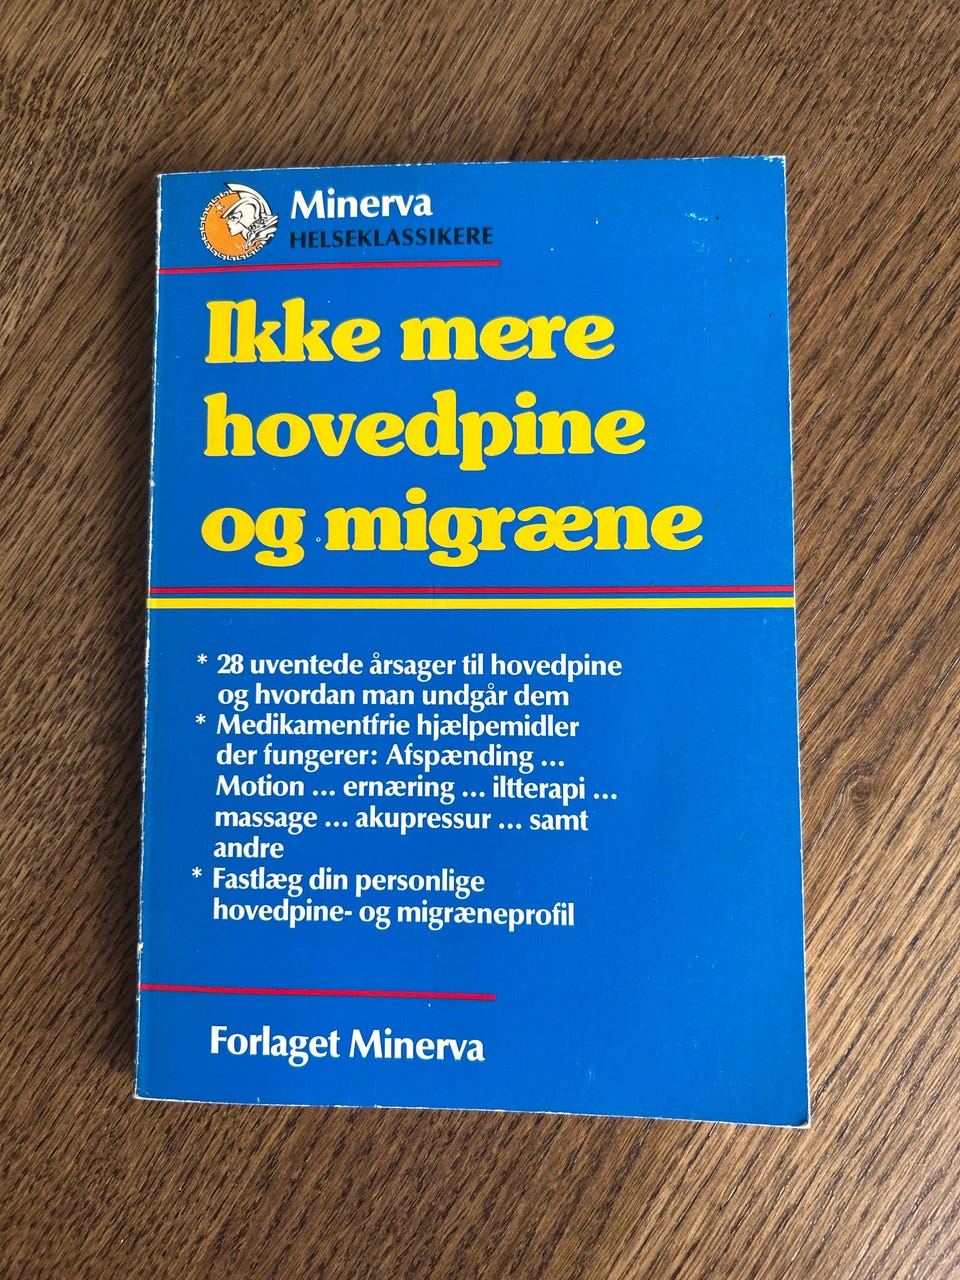 Minerva
HELSEKLASSIKERE
Ikke mere
hovedpine
og migræne
* 28 uventede årsager til hovedpine
og hvordan man undgår dem
* Medikamentfrie hjælpemidler
der fungerer: Afspænding ...
Motion ... ernæring ... iltterapi ...
massage ... akupressur ... samt
andre
* Fastlæg din personlige
hovedpine- og migræneprofil
Forlaget Minerva